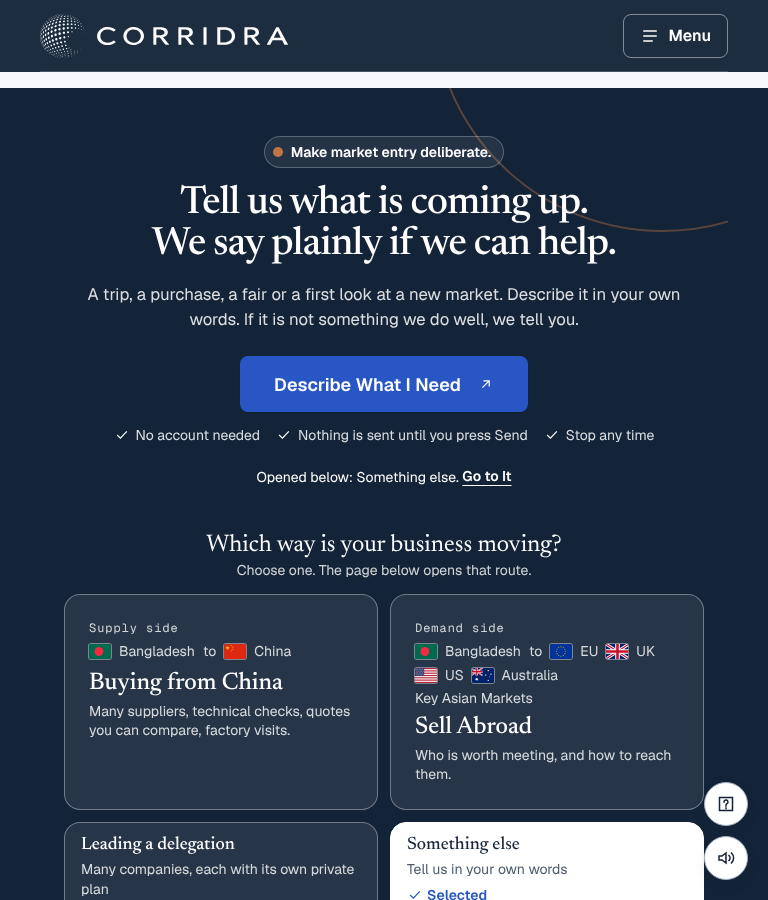 CORRIDRA
Menu
Make market entry deliberate.
Tell us what is coming up.
We say plainly if we can help.
A trip, a purchase, a fair or a first look at a new market. Describe it in your own
words. If it is not something we do well, we tell you.
Describe What I Need
No account needed
Nothing is sent until you press Send
Stop any time
Opened below: Something else. Go to It
Which way is your business moving?
Choose one. The page below opens that route.
Supply side
Bangladesh to China
Buying from China
Many suppliers, technical checks, quotes
you can compare, factory visits.
Demand side
Bangladesh to EU UK
US Australia
Key Asian Markets
Sell Abroad
Who is worth meeting, and how to reach
them.
Leading a delegation
Many companies, each with its own private
plan
Something else
Tell us in your own words
Selected